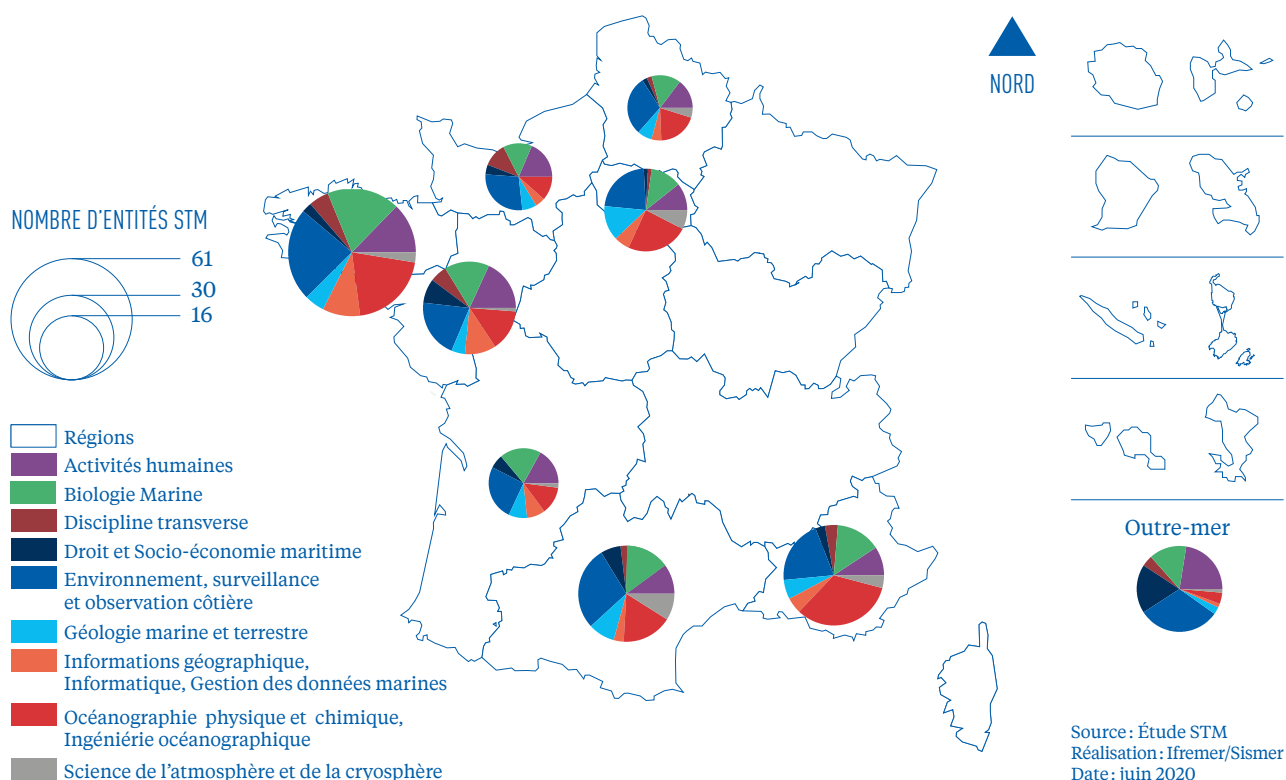 NORD
NOMBRE D'ENTITÉS STM
61
30
16
Régions
Activités humaines
Biologie Marine
Discipline transverse
Droit et Socio-économie maritime
Environnement, surveillance
et observation côtière
Géologie marine et terrestre
Informations géographique,
Informatique, Gestion des données marines
Océanographie physique et chimique,
Ingéniérie océanographique
Science de l'atmosphère et de la cryosphère
Outre-mer
Source : Étude STM
Réalisation : Ifremer/Sismer
Date : juin 2020